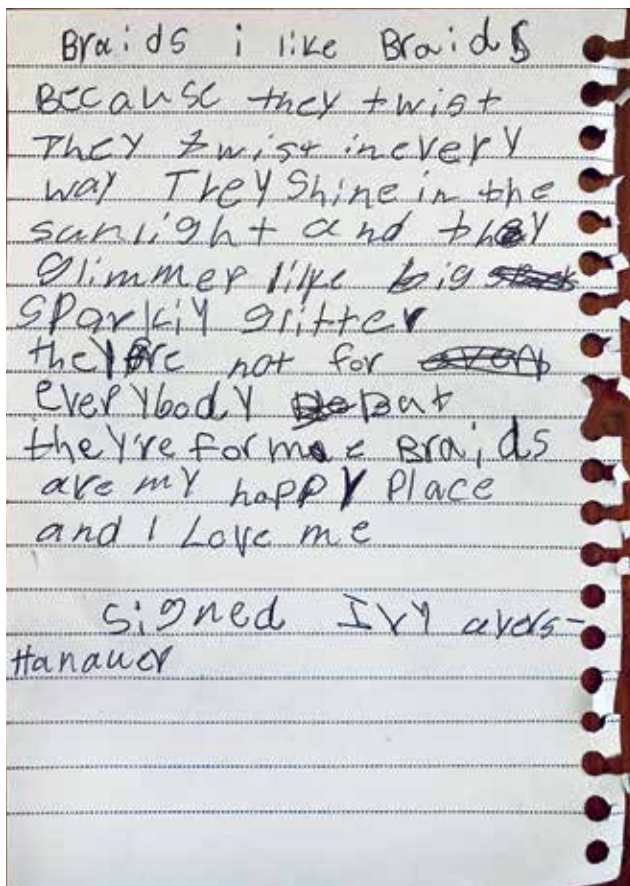 Braids i like Braids
Because they twist
They twist in every
way They Shine in the
sunlight and they
glimmer like big
sparkly glitter
they're not for
everybody but
they're for me Braids
are my happy Place
and I Love me
signed Ivy ayers-
Hanauer